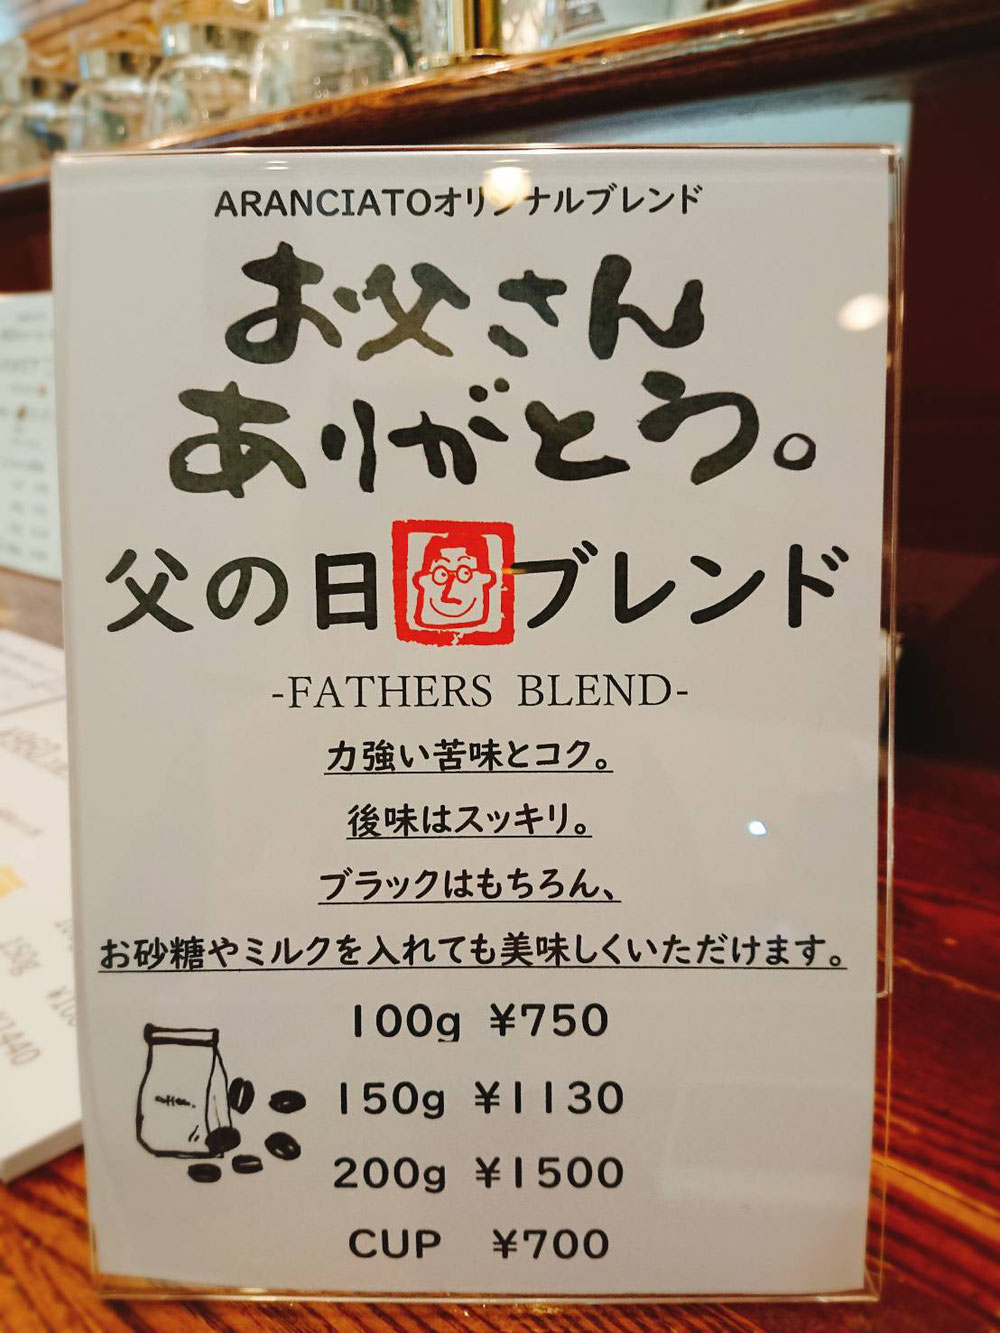 ARANCIATOオリジナルブレンド
お父さん
ありがとう。
父の日ブレンド
-FATHERS BLEND-
力強い苦味とコク。
後味はスッキリ。
ブラックはもちろん、
お砂糖やミルクを入れても美味しくいただけます。
100g ¥750
150g ¥1130
200g ¥1500
CUP ¥700
150g
¥1440